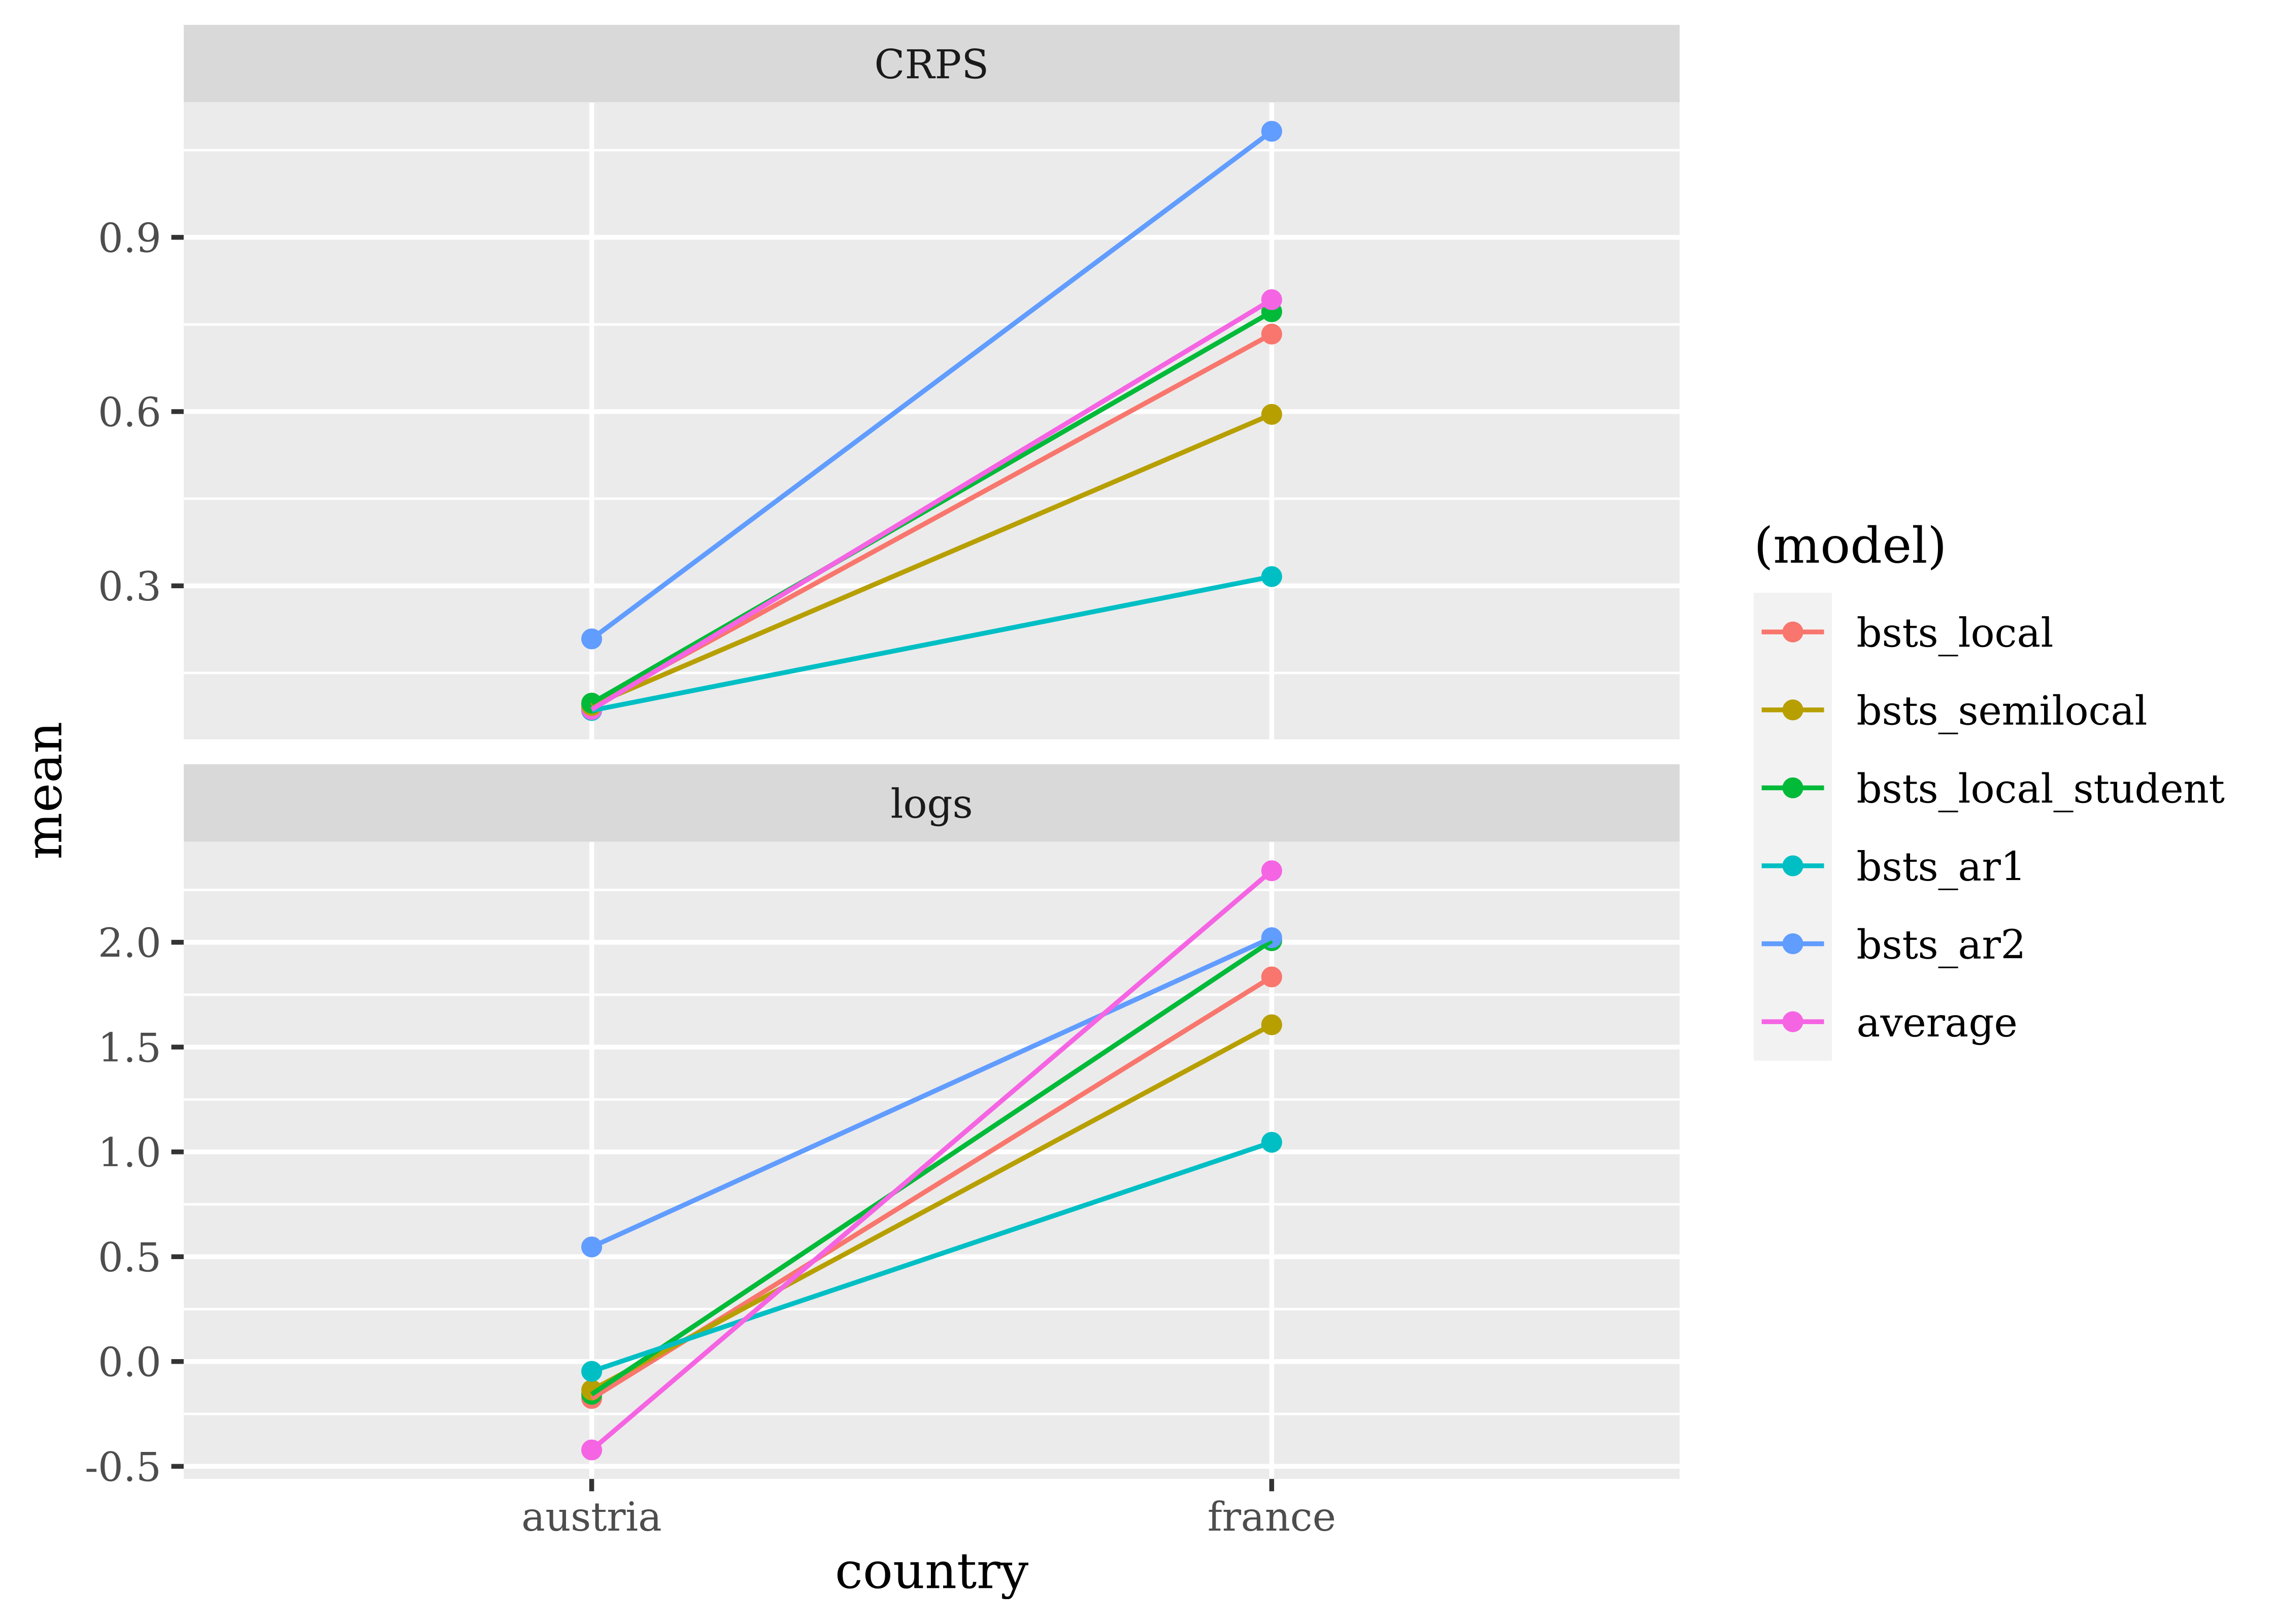 CRPS
0.9
0.6
0.3
mean
logs
2.0
1.5
1.0
0.5
0.0
-0.5
austria
france
country
(model)
bsts_local
bsts_semilocal
bsts_local_student
bsts_ar1
bsts_ar2
average